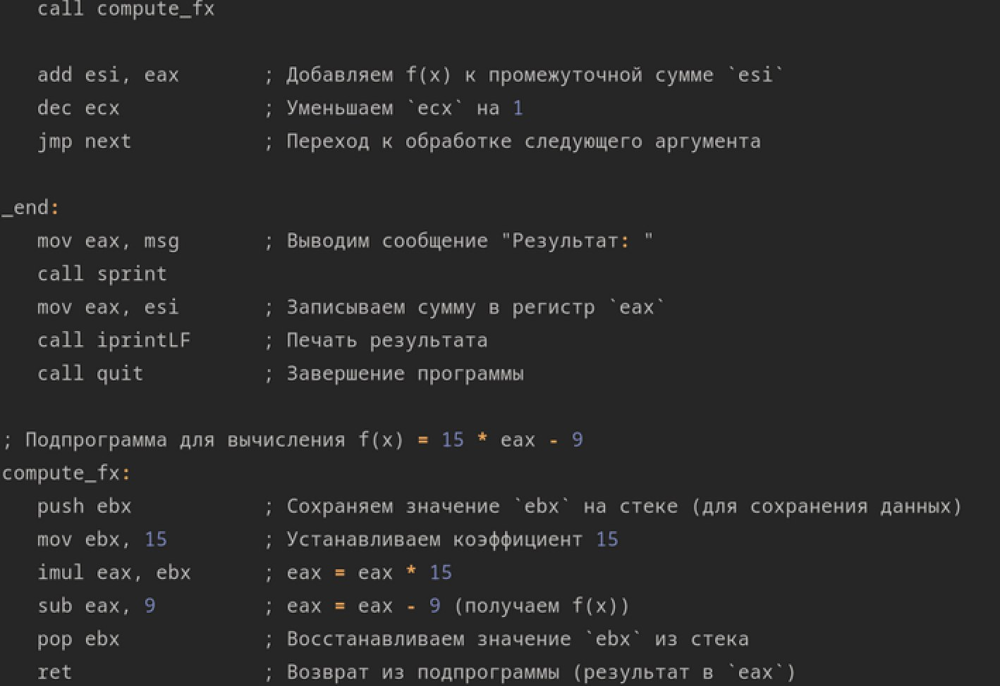 call compute_fx
add esi, eax ; Добавляем f(x) к промежуточной сумме `esi`
dec ecx ; Уменьшаем `ecx` на 1
jmp next ; Переход к обработке следующего аргумента
_end:
mov eax, msg ; Выводим сообщение "Результат: "
call sprint
mov eax, esi ; Записываем сумму в регистр `eax`
call iprintLF ; Печать результата
call quit ; Завершение программы
; Подпрограмма для вычисления f(x) = 15 * eax - 9
compute_fx:
push ebx ; Сохраняем значение `ebx` на стеке (для сохранения данных)
mov ebx, 15 ; Устанавливаем коэффициент 15
imul eax, ebx ; eax = eax * 15
sub eax, 9 ; eax = eax - 9 (получаем f(x))
pop ebx ; Восстанавливаем значение `ebx` из стека
ret ; Возврат из подпрограммы (результат в `eax`)